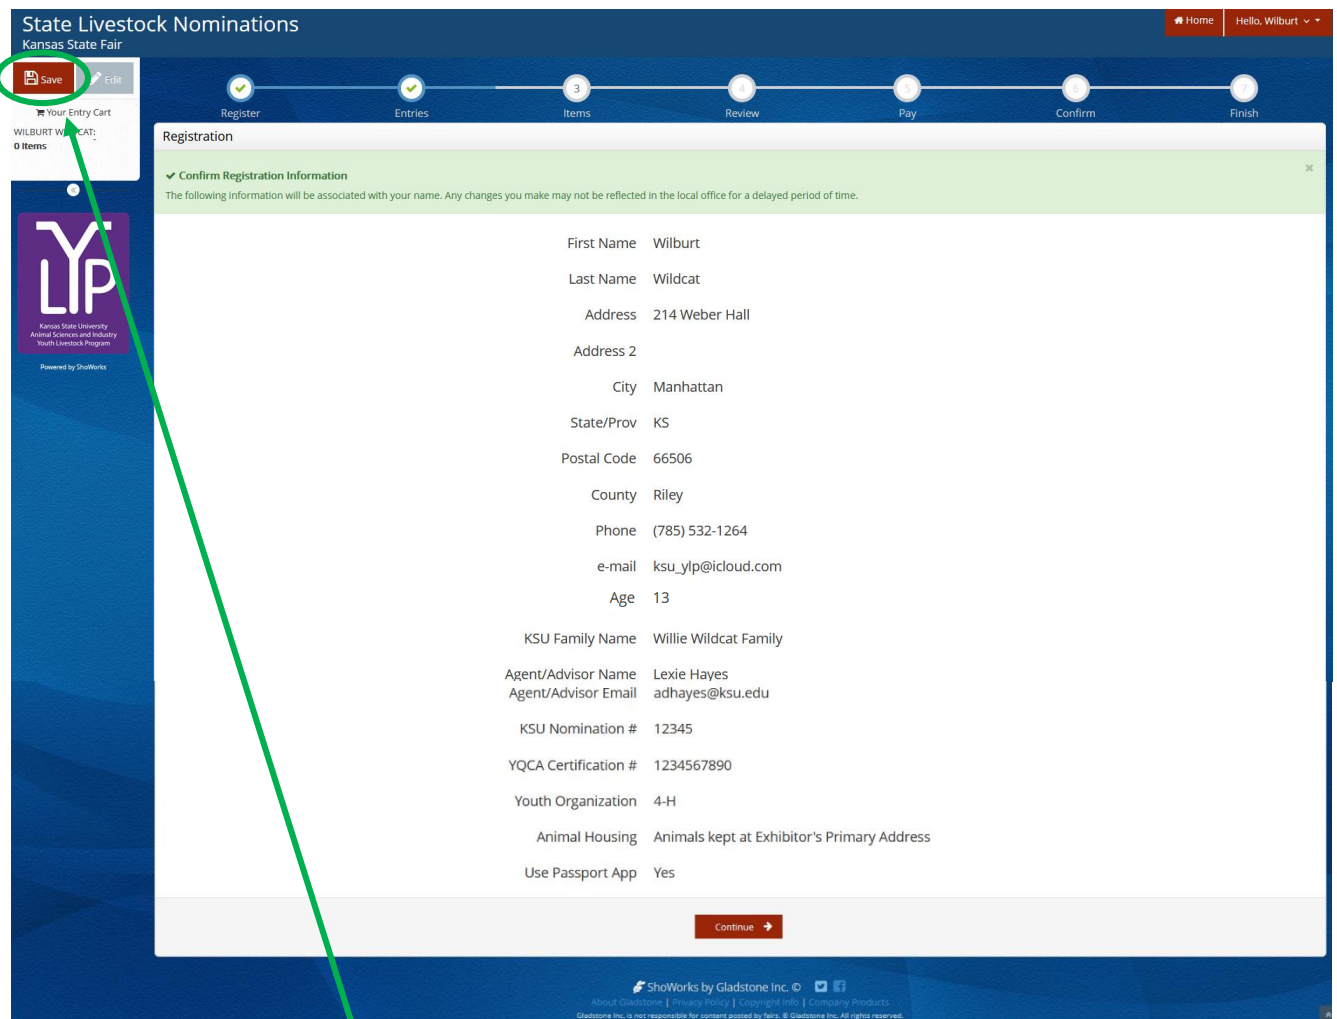 State Livestock Nominations
Kansas State Fair
Home
Hello, Wilburt
Save
Edit
Your Entry Cart
WILBURT WILDCAT:
0 Items
3
4
5
6
7
Register
Entries
Items
Review
Pay
Confirm
Finish
Registration
Confirm Registration Information
The following information will be associated with your name. Any changes you make may not be reflected in the local office for a delayed period of time.
YLP
Kansas State University
Animal Sciences and Industry
Youth Livestock Program
Powered by ShoWorks
First Name Wilburt
Last Name Wildcat
Address 214 Weber Hall
Address 2
City Manhattan
State/Prov KS
Postal Code 66506
County Riley
Phone (785) 532-1264
e-mail ksu_ylp@icloud.com
Age 13
KSU Family Name Willie Wildcat Family
Agent/Advisor Name Lexie Hayes
Agent/Advisor Email adhayes@ksu.edu
KSU Nomination # 12345
YQCA Certification # 1234567890
Youth Organization 4-H
Animal Housing Animals kept at Exhibitor's Primary Address
Use Passport App Yes
Continue
ShoWorks by Gladstone Inc. ©
About Gladstone | Privacy Policy | Copyright Info | Company Products
Gladstone Inc. is not responsible for content posted by fairs. © Gladstone Inc. All rights reserved.